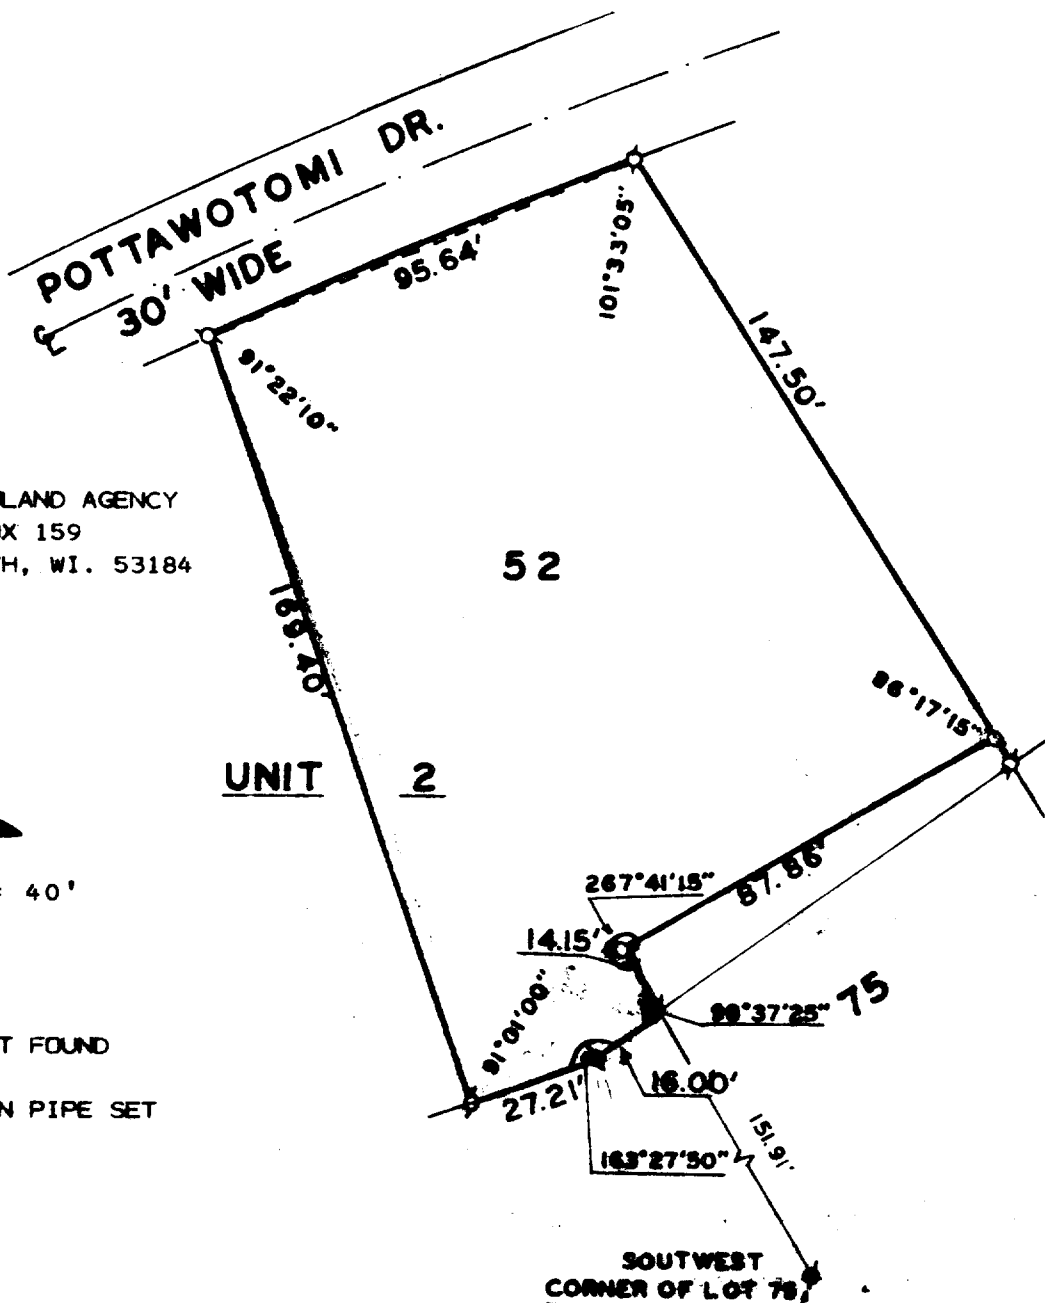 POTTAWOTOMI DR.
30' WIDE
95.64'
101°33'05"
91°22'10"
147.50'
LAND AGENCY
X 159
H, WI. 53184
52
169.40'
96°17'15"
UNIT 2
40'
267°41'15"
87.86'
14.15'
91°01'00"
98°37'25"
75
T FOUND
27.21'
16.00'
N PIPE SET
151.91'
163°27'50"
SOUTWEST
CORNER OF LOT 75,